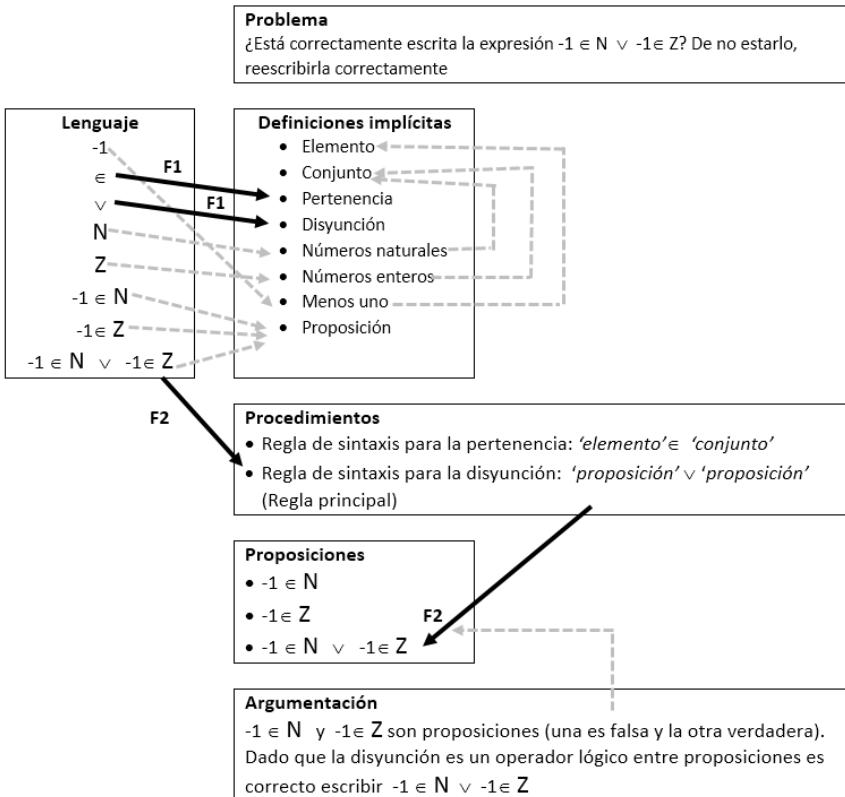 Problema
¿Está correctamente escrita la expresión -1 ∈ N ∨ -1∈ Z? De no estarlo,
reescribirla correctamente
Lenguaje
-1
∈
∨
N
Z
-1 ∈ N
-1∈ Z
-1 ∈ N ∨ -1∈ Z
F1
F1
Definiciones implícitas
• Elemento
• Conjunto
• Pertenencia
• Disyunción
• Números naturales
• Números enteros
• Menos uno
• Proposición
F2
Procedimientos
• Regla de sintaxis para la pertenencia: ‘elemento’∈ ‘conjunto’
• Regla de sintaxis para la disyunción: ‘proposición’ ∨ ‘proposición’
(Regla principal)
Proposiciones
• -1 ∈ N
• -1∈ Z
• -1 ∈ N ∨ -1∈ Z
F2
Argumentación
-1 ∈ N y -1∈ Z son proposiciones (una es falsa y la otra verdadera).
Dado que la disyunción es un operador lógico entre proposiciones es
correcto escribir -1 ∈ N ∨ -1∈ Z